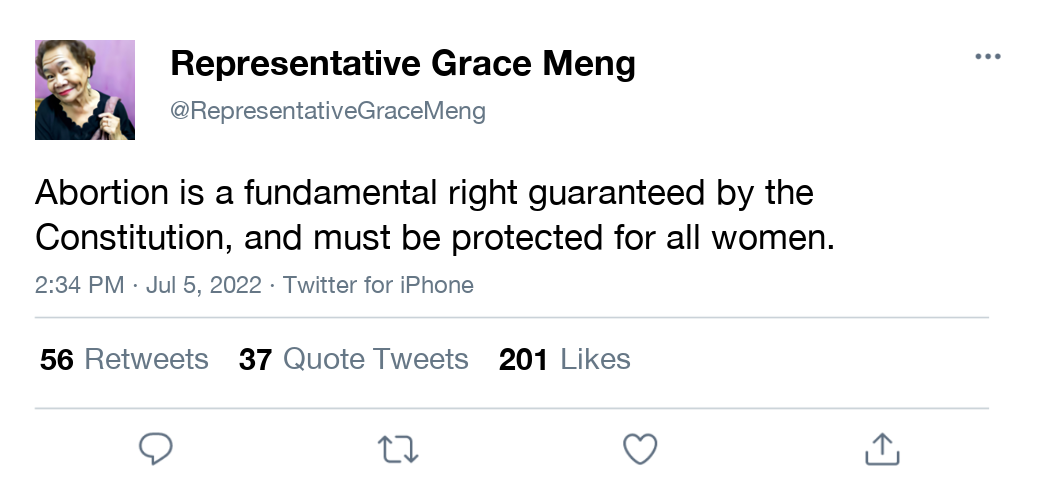 Representative Grace Meng
@RepresentativeGraceMeng
Abortion is a fundamental right guaranteed by the
Constitution, and must be protected for all women.
2:34 PM · Jul 5, 2022 · Twitter for iPhone
56 Retweets 37 Quote Tweets 201 Likes